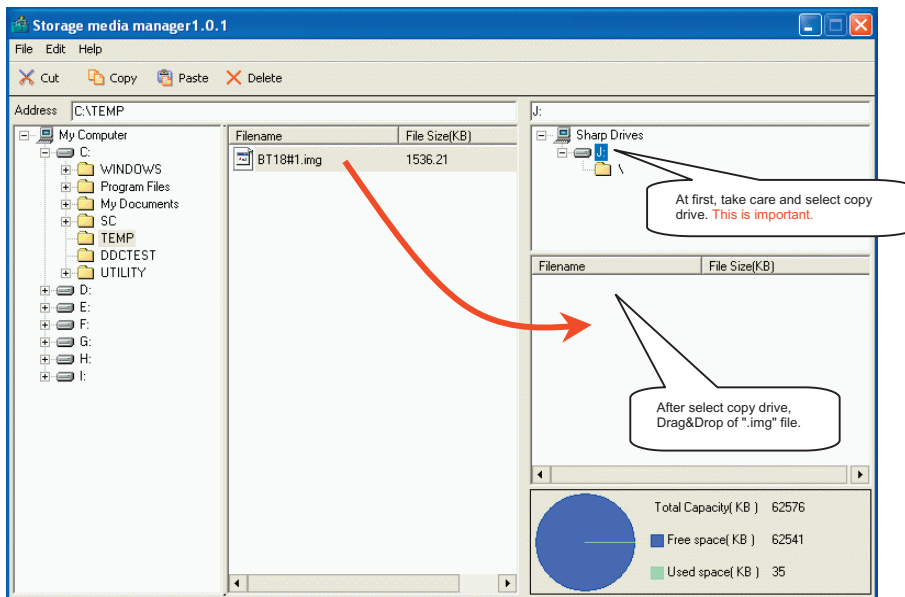 Storage media manager1.0.1
File Edit Help
Cut Copy Paste Delete
Address C:\TEMP
J:
My Computer
C:
WINDOWS
Program Files
My Documents
SC
TEMP
DDCTEST
UTILITY
D:
E:
F:
G:
H:
I:
Filename File Size(KB)
BT18#1.img 1536.21
Sharp Drives
J:
\
At first, take care and select copy
drive. This is important.
Filename File Size(KB)
After select copy drive,
Drag&Drop of ".img" file.
Total Capacity( KB ) 62576
Free space( KB ) 62541
Used space( KB ) 35